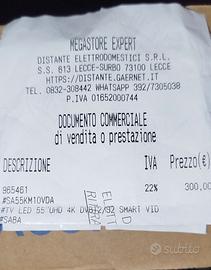 MEGASTORE EXPERT
DISTANTE ELETTRODOMESTICI S.R.L.
S.S. 613 LECCE-SURBO 73100 LECCE
HTTPS://DISTANTE.GAERNET.IT
TEL. 0832-308442 WHATSAPP 392/7305038
P.IVA 01652000744
DOCUMENTO COMMERCIALE
di vendita o prestazione
DESCRIZIONE IVA Prezzo(€)
965461 22% 300,00
#SA55KM10VDA
#TV LED 55"UHD 4K DVBT2/S2 SMART VID
#SABA
subito